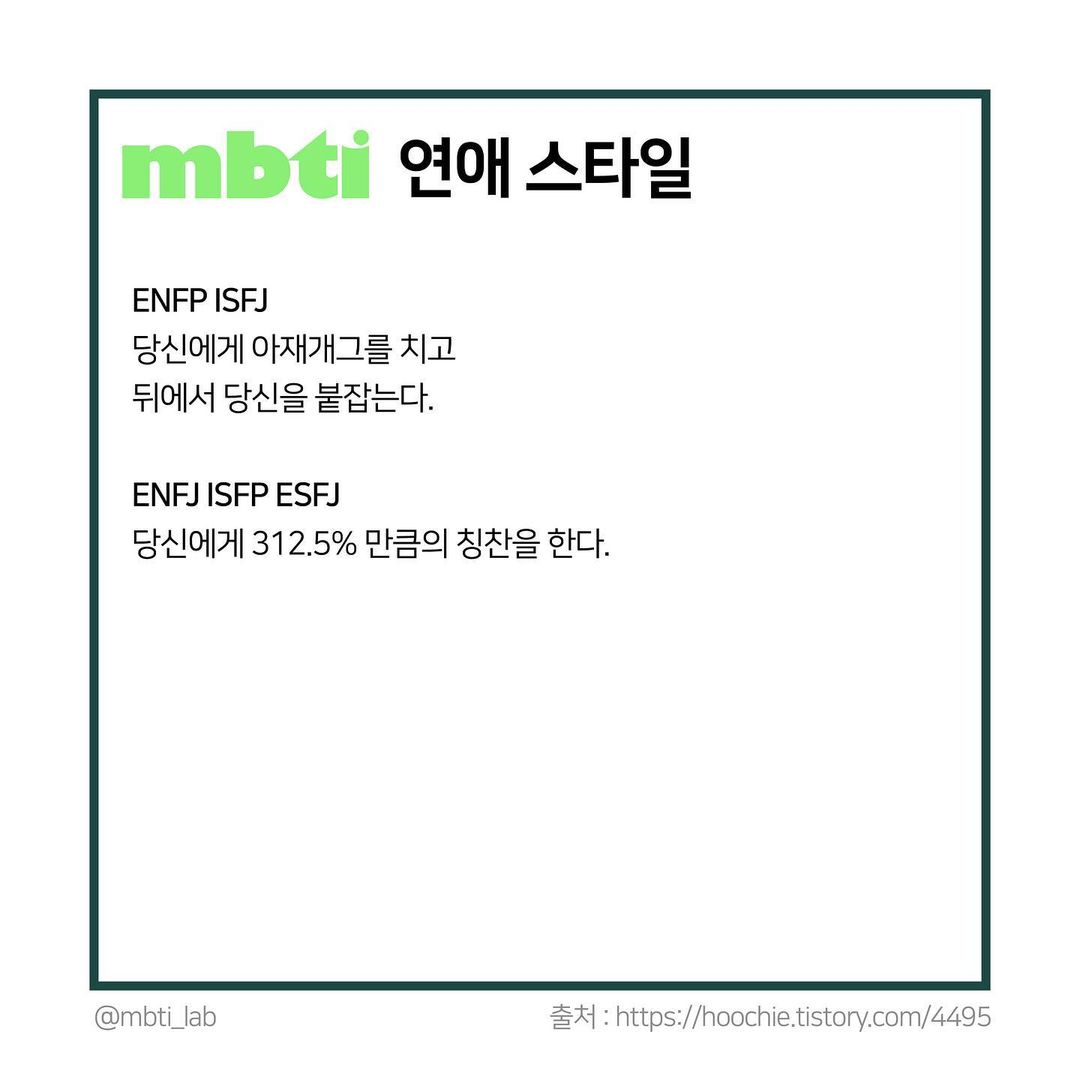 mbti 연애 스타일
ENFP ISFJ
당신에게 아재개그를 치고
뒤에서 당신을 붙잡는다.
ENFJ ISFP ESFJ
당신에게 312.5% 만큼의 칭찬을 한다.
@mbti_lab
출처 : https://hoochie.tistory.com/4495